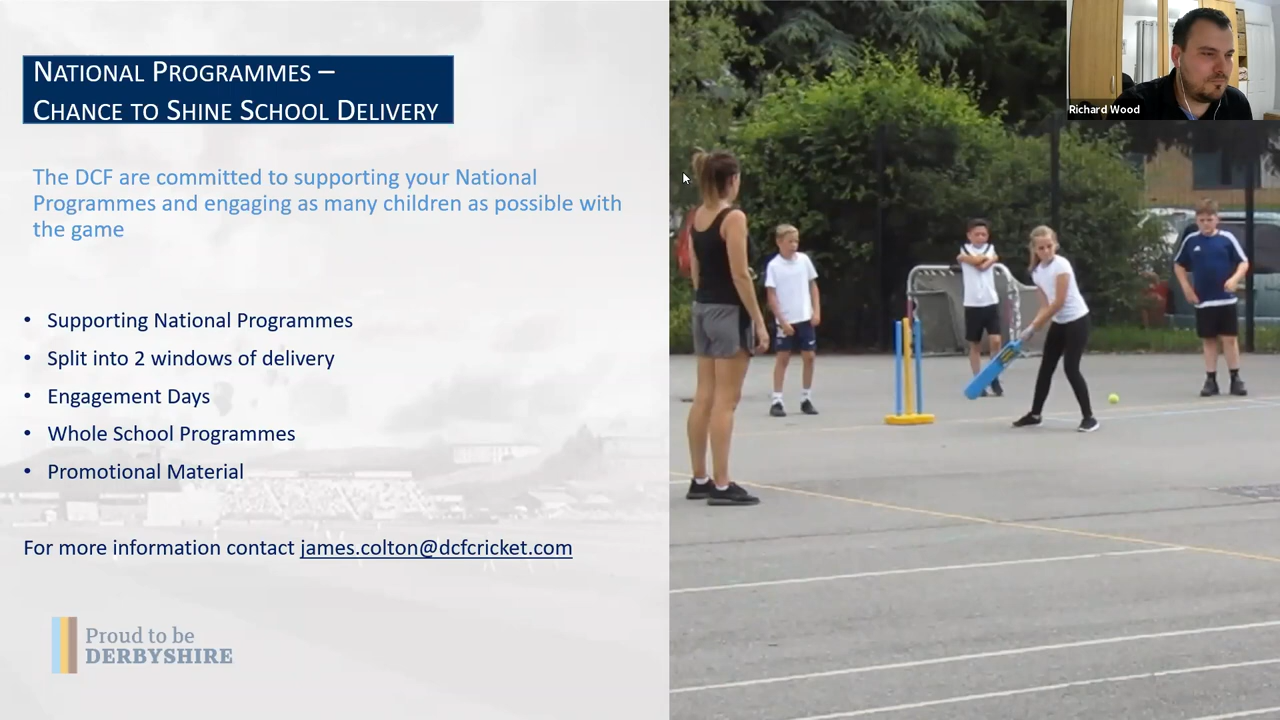 NATIONAL PROGRAMMES –
CHANCE TO SHINE SCHOOL DELIVERY
Richard Wood
The DCF are committed to supporting your National
Programmes and engaging as many children as possible with
the game
• Supporting National Programmes
• Split into 2 windows of delivery
• Engagement Days
• Whole School Programmes
• Promotional Material
For more information contact james.colton@dcfcricket.com
Proud to be
DERBYSHIRE